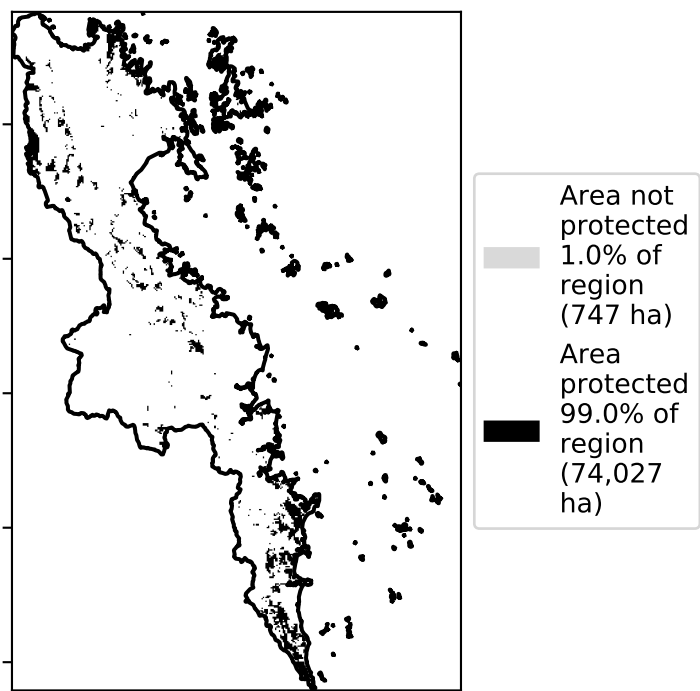 Area not
protected
1.0% of
region
(747 ha)
Area
protected
99.0% of
region
(74,027
ha)